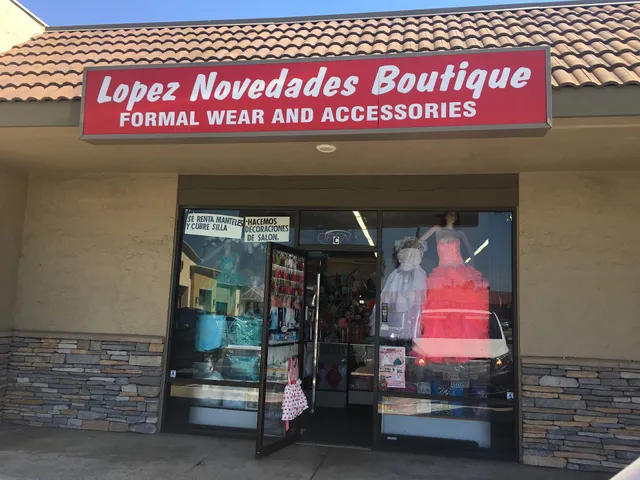 Lopez Novedades Boutique
FORMAL WEAR AND ACCESSORIES
SE RENTA MANTELES
Y CUBRE SILLA
-HACEMOS
DECORACIONES
DE SALON.
C